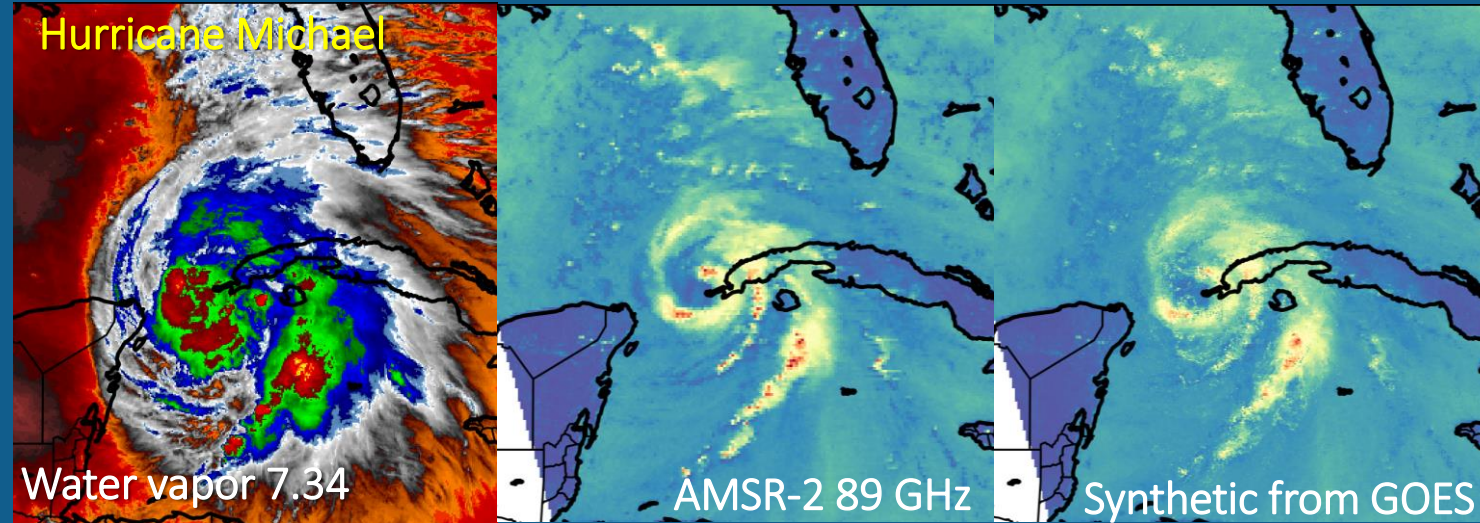 Hurricane Michael
Water vapor 7.34
AMSR-2 89 GHz
Synthetic from GOES